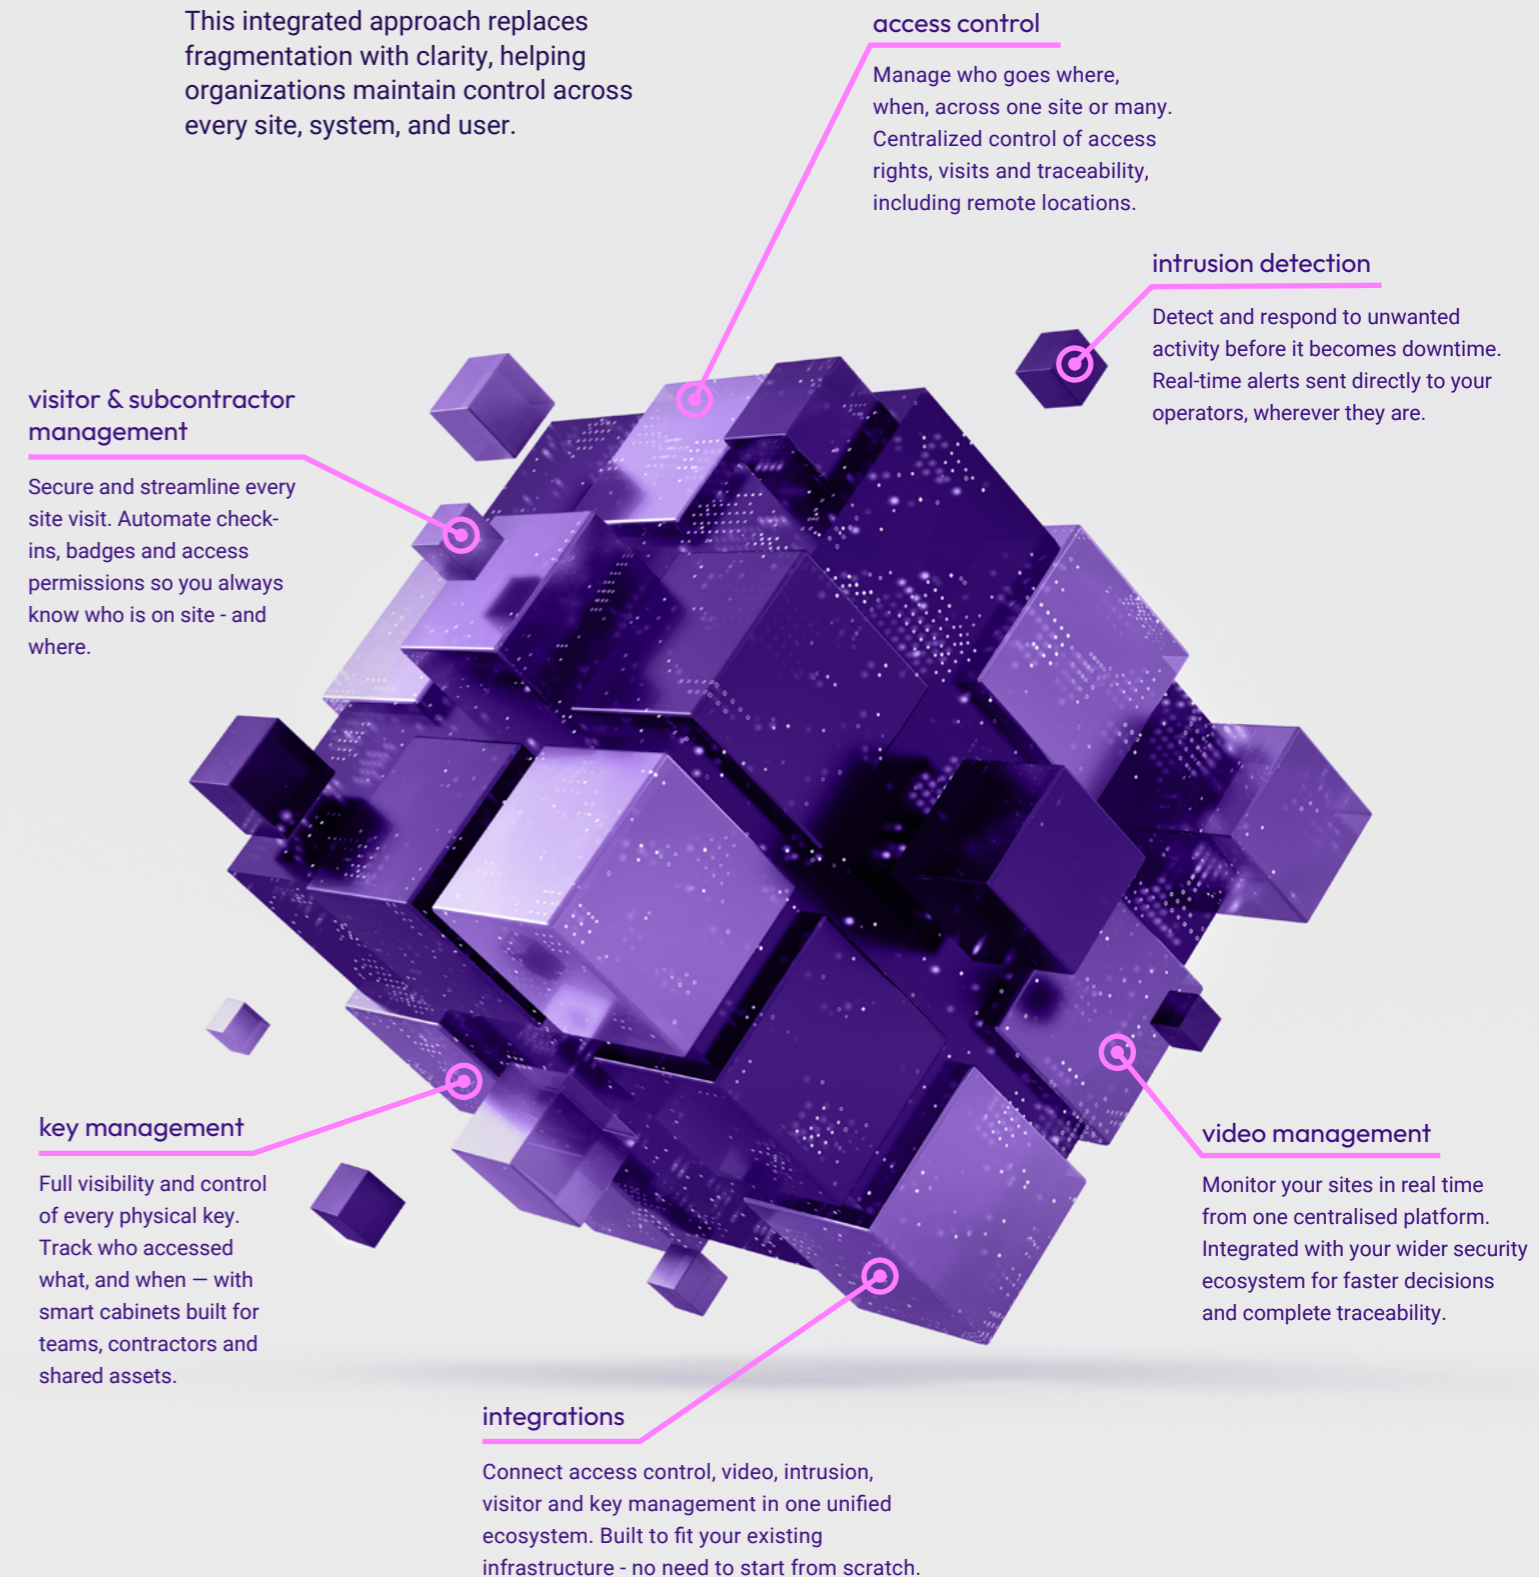 This integrated approach replaces
fragmentation with clarity, helping
organizations maintain control across
every site, system, and user.
access control
Manage who goes where,
when, across one site or many.
Centralized control of access
rights, visits and traceability,
including remote locations.
intrusion detection
Detect and respond to unwanted
activity before it becomes downtime.
Real-time alerts sent directly to your
operators, wherever they are.
visitor & subcontractor
management
Secure and streamline every
site visit. Automate check-
ins, badges and access
permissions so you always
know who is on site - and
where.
key management
Full visibility and control
of every physical key.
Track who accessed
what, and when — with
smart cabinets built for
teams, contractors and
shared assets.
video management
Monitor your sites in real time
from one centralised platform.
Integrated with your wider security
ecosystem for faster decisions
and complete traceability.
integrations
Connect access control, video, intrusion,
visitor and key management in one unified
ecosystem. Built to fit your existing
infrastructure - no need to start from scratch.